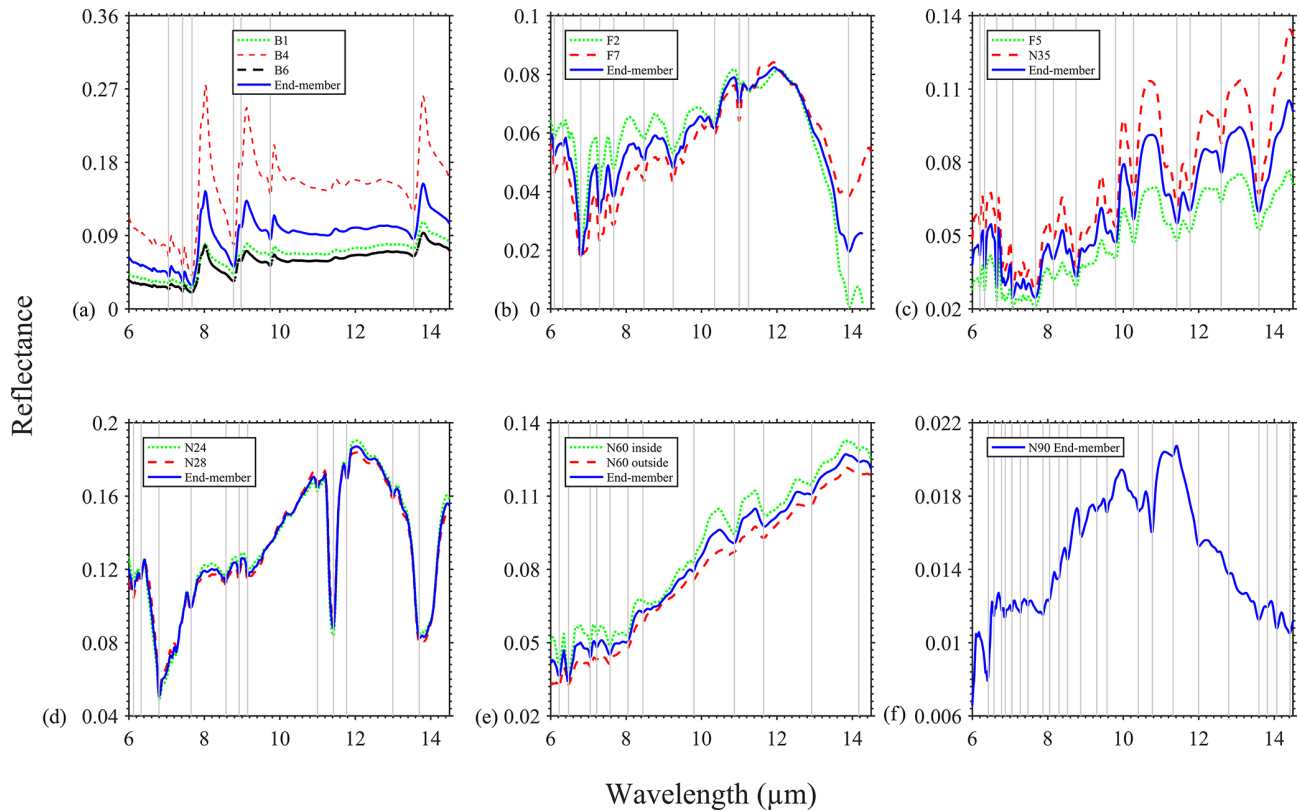 0.36
0.27
0.18
0.09
0
B1
B4
B6
End-member
(a)
6 8 10 12 14
0.1
0.08
0.06
0.04
0.02
0
F2
F7
End-member
(b)
6 8 10 12 14
0.14
0.11
0.08
0.05
0.02
F5
N35
End-member
(c)
6 8 10 12 14
Reflectance
0.2
0.16
0.12
0.08
0.04
N24
N28
End-member
(d)
6 8 10 12 14
0.14
0.11
0.08
0.05
0.02
N60 inside
N60 outside
End-member
(e)
6 8 10 12 14
0.022
0.018
0.014
0.01
0.006
N90 End-member
(f)
6 8 10 12 14
Wavelength (µm)